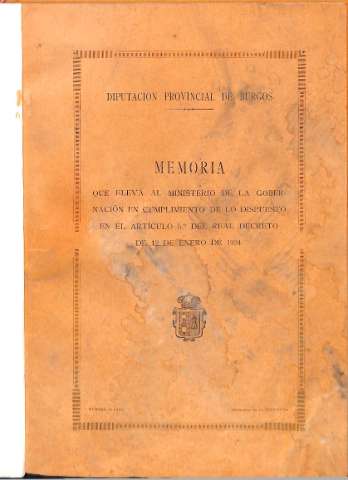 DIPUTACIÓN PROVINCIAL DE BURGOS
MEMORIA
QUE ELEVA AL MINISTERIO DE LA GOBER-
NACIÓN EN CUMPLIMIENTO DE LO DISPUESTO
EN EL ARTÍCULO 5.º DEL REAL DECRETO
DE 12 DE ENERO DE 1924